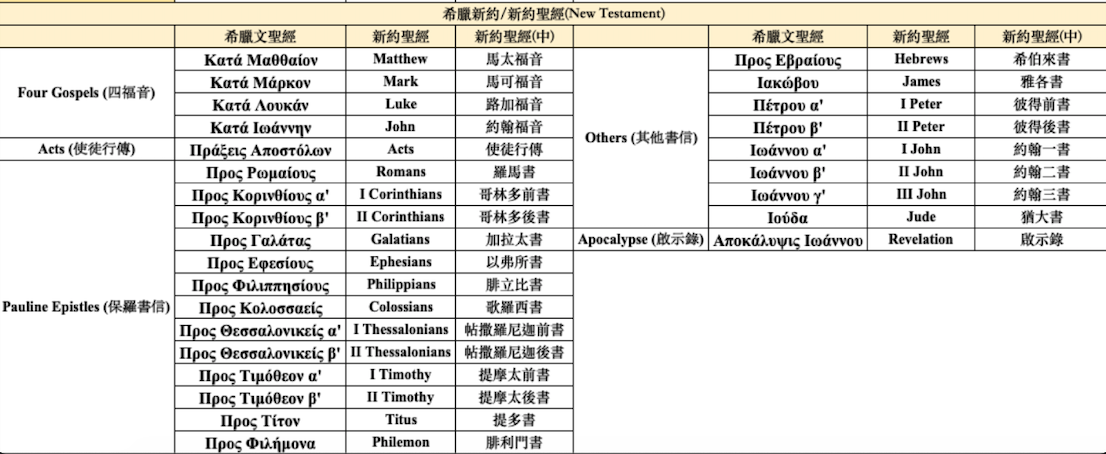 希臘新約/新約聖經(New Testament)
希臘文聖經 新約聖經 新約聖經(中) 希臘文聖經 新約聖經 新約聖經(中)
Four Gospels (四福音)
Κατά Μαθθαίον Matthew 馬太福音
Κατά Μάρκον Mark 馬可福音
Κατά Λουκάν Luke 路加福音
Κατά Ιωάννην John 約翰福音
Acts (使徒行傳) Πράξεις Αποστόλων Acts 使徒行傳
Pauline Epistles (保羅書信)
Προς Ρωμαίους Romans 羅馬書
Προς Κορινθίους α' I Corinthians 哥林多前書
Προς Κορινθίους β' II Corinthians 哥林多後書
Προς Γαλάτας Galatians 加拉太書
Προς Εφεσίους Ephesians 以弗所書
Προς Φιλιππησίους Philippians 腓立比書
Προς Κολοσσαείς Colossians 歌羅西書
Προς Θεσσαλονικείς α' I Thessalonians 帖撒羅尼迦前書
Προς Θεσσαλονικείς β' II Thessalonians 帖撒羅尼迦後書
Προς Τιμόθεον α' I Timothy 提摩太前書
Προς Τιμόθεον β' II Timothy 提摩太後書
Προς Τίτον Titus 提多書
Προς Φιλήμονα Philemon 腓利門書
Others (其他書信)
Προς Εβραίους Hebrews 希伯來書
Ιακώβου James 雅各書
Πέτρου α' I Peter 彼得前書
Πέτρου β' II Peter 彼得後書
Ιωάννου α' I John 約翰一書
Ιωάννου β' II John 約翰二書
Ιωάννου γ' III John 約翰三書
Ιούδα Jude 猶大書
Apocalypse (啟示錄) Αποκάλυψις Ιωάννου Revelation 啟示錄